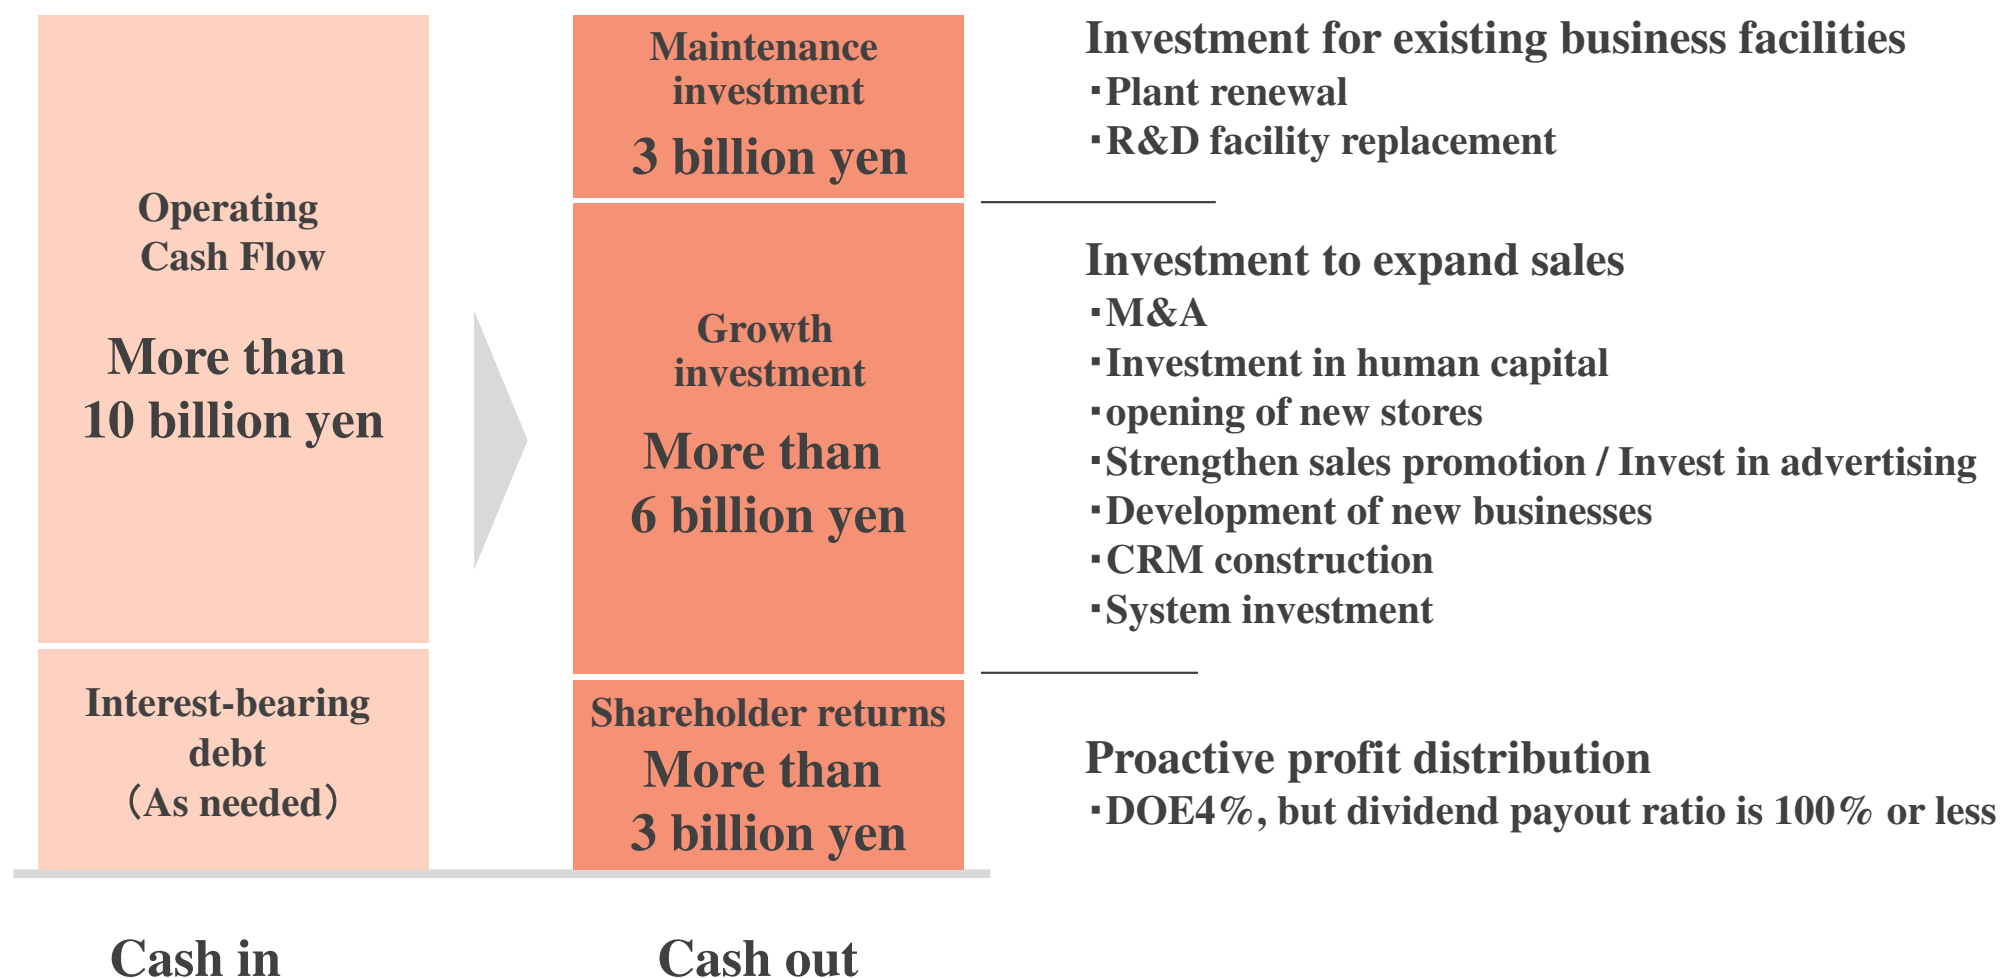 Operating
Cash Flow
More than
10 billion yen
Interest-bearing
debt
（As needed）
Cash in
Maintenance
investment
3 billion yen
Growth
investment
More than
6 billion yen
Shareholder returns
More than
3 billion yen
Cash out
Investment for existing business facilities
・Plant renewal
・R&D facility replacement
Investment to expand sales
・M&A
・Investment in human capital
・opening of new stores
・Strengthen sales promotion / Invest in advertising
・Development of new businesses
・CRM construction
・System investment
Proactive profit distribution
・DOE4%, but dividend payout ratio is 100% or less